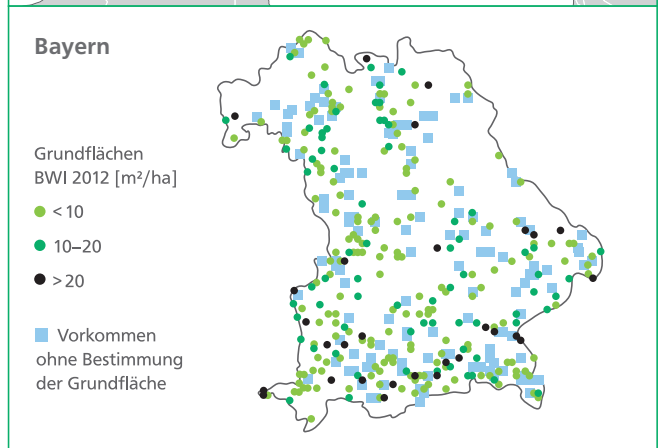 Bayern
Grundflächen
BWI 2012 [m²/ha]
< 10
10–20
> 20
Vorkommen
ohne Bestimmung
der Grundfläche